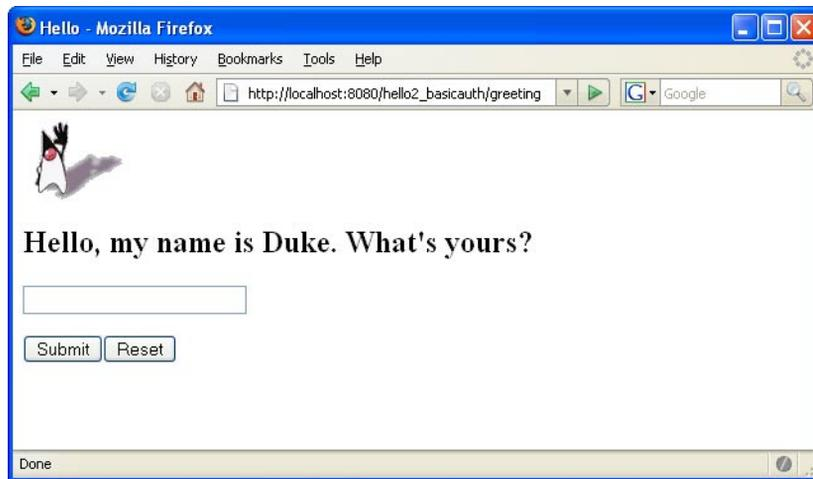 Hello - Mozilla Firefox
File Edit View History Bookmarks Tools Help
http://localhost:8080/hello2_basicauth/greeting G Google
Hello, my name is Duke. What's yours?
Submit Reset
Done